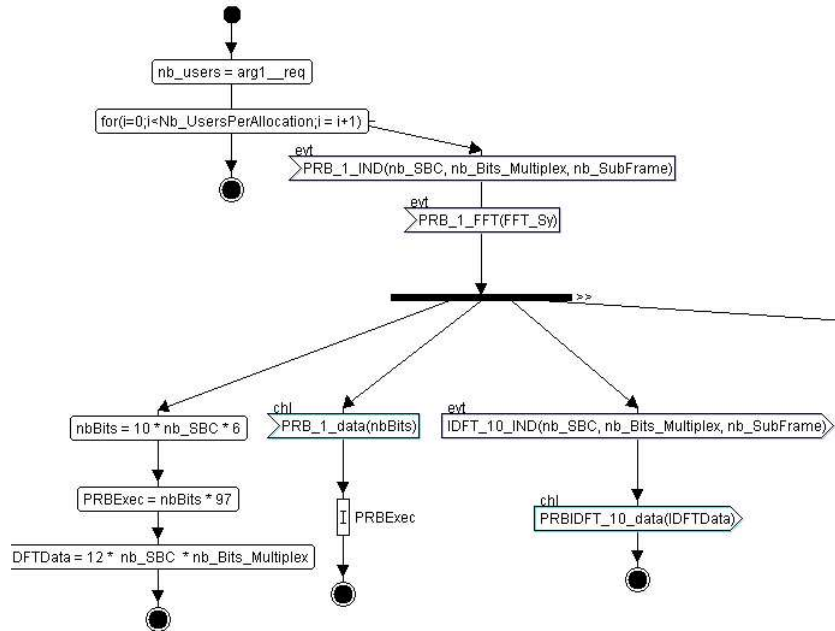 nb_users = arg1__req
for(i=0;i<Nb_UsersPerAllocation;i = i+1)
evt
PRB_1_IND(nb_SBC, nb_Bits_Multiplex, nb_SubFrame)
evt
PRB_1_FFT(FFT_Sy)
>>
nbBits = 10 * nb_SBC * 6
chl
PRB_1_data(nbBits)
evt
IDFT_10_IND(nb_SBC, nb_Bits_Multiplex, nb_SubFrame)
PRBExec = nbBits * 97
I
PRBExec
chl
PRBIDFT_10_data(IDFTData)
DFTData = 12 * nb_SBC * nb_Bits_Multiplex